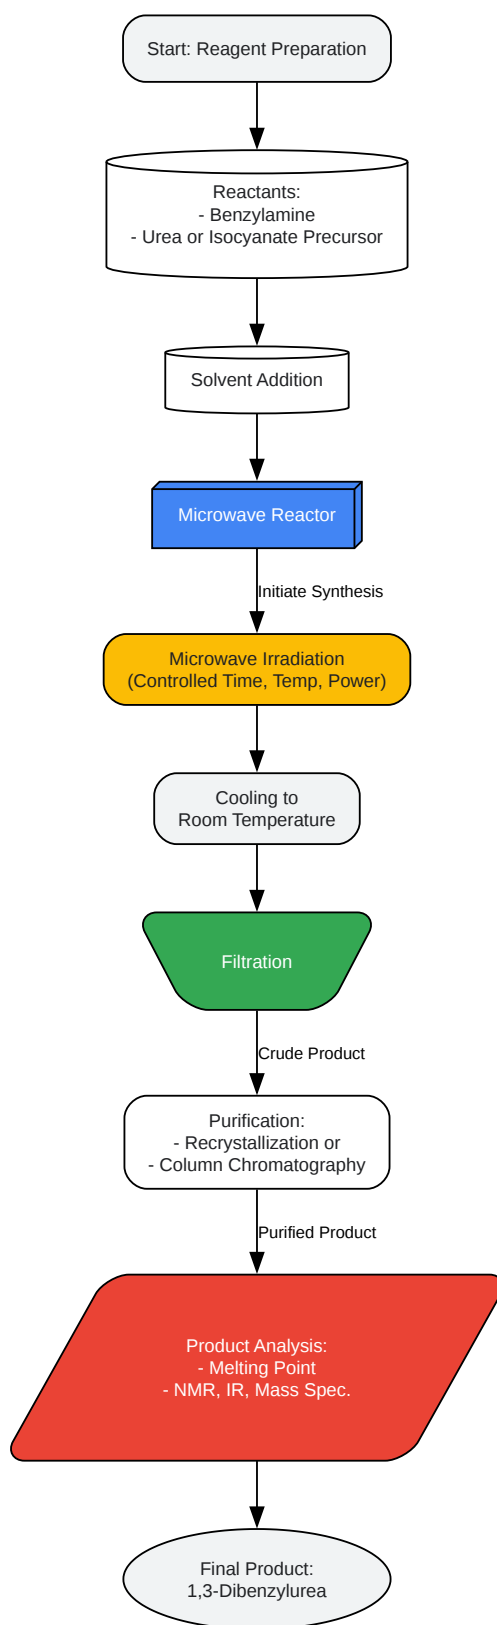 Start: Reagent Preparation
Reactants:
- Benzylamine
- Urea or Isocyanate Precursor
Solvent Addition
Microwave Reactor
Initiate Synthesis
Microwave Irradiation
(Controlled Time, Temp, Power)
Cooling to
Room Temperature
Filtration
Crude Product
Purification:
- Recrystallization or
- Column Chromatography
Purified Product
Product Analysis:
- Melting Point
- NMR, IR, Mass Spec.
Final Product:
1,3-Dibenzylurea